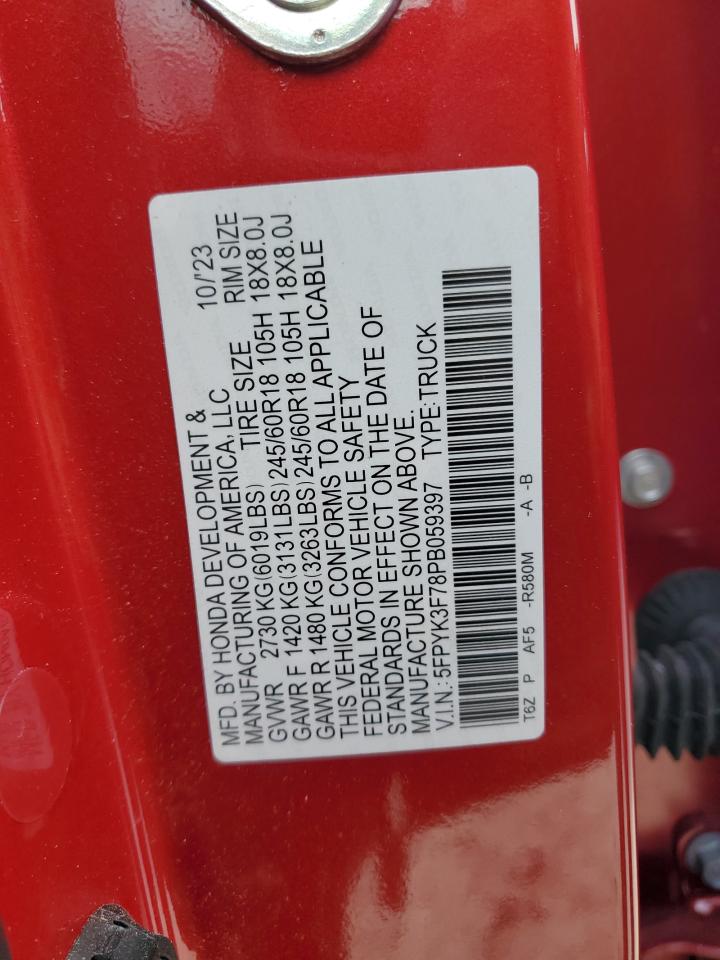 MFD. BY HONDA DEVELOPMENT &
MANUFACTURING OF AMERICA, LLC 10/'23
GVWR 2730 KG(6019LBS) TIRE SIZE RIM SIZE
GAWR F 1420 KG(3131LBS) 245/60R18 105H 18X8.0J
GAWR R 1480 KG(3263LBS) 245/60R18 105H 18X8.0J
THIS VEHICLE CONFORMS TO ALL APPLICABLE
FEDERAL MOTOR VEHICLE SAFETY
STANDARDS IN EFFECT ON THE DATE OF
MANUFACTURE SHOWN ABOVE.
V.I.N.: 5FPYK3F78PB059397 TYPE: TRUCK
T6Z P AF5 -R580M -A -B